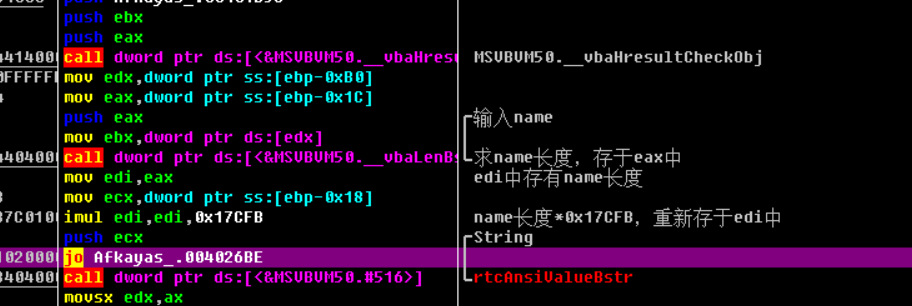 push ebx
push eax
call dword ptr ds:[<&MSVBVM50.__vbaHresu MSVBVM50.__vbaHresultCheckObj
0FFFFFF mov edx,dword ptr ss:[ebp-0xB0]
mov eax,dword ptr ss:[ebp-0x1C]
push eax 输入name
mov ebx,dword ptr ds:[edx]
call dword ptr ds:[<&MSVBVM50.__vbaLenBs 求name长度，存于eax中
mov edi,eax edi中存有name长度
mov ecx,dword ptr ss:[ebp-0x18]
imul edi,edi,0x17CFB name长度*0x17CFB，重新存于edi中
push ecx String
jo Afkayas_.004026BE
call dword ptr ds:[<&MSVBVM50.#516>] rtcAnsiValueBstr
movsx edx,ax